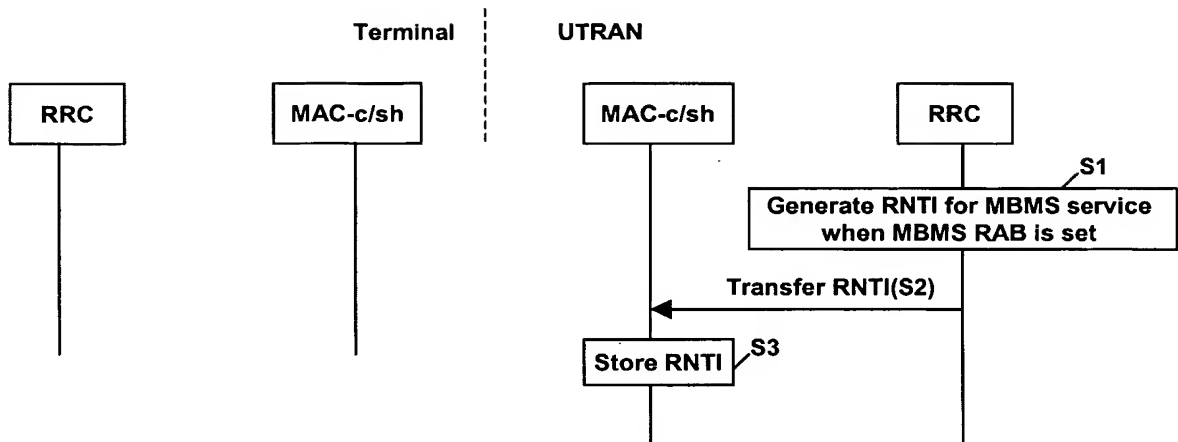 Terminal
UTRAN
RRC
MAC-c/sh
MAC-c/sh
RRC
S1
Generate RNTI for MBMS service
when MBMS RAB is set
Transfer RNTI(S2)
Store RNTI
S3